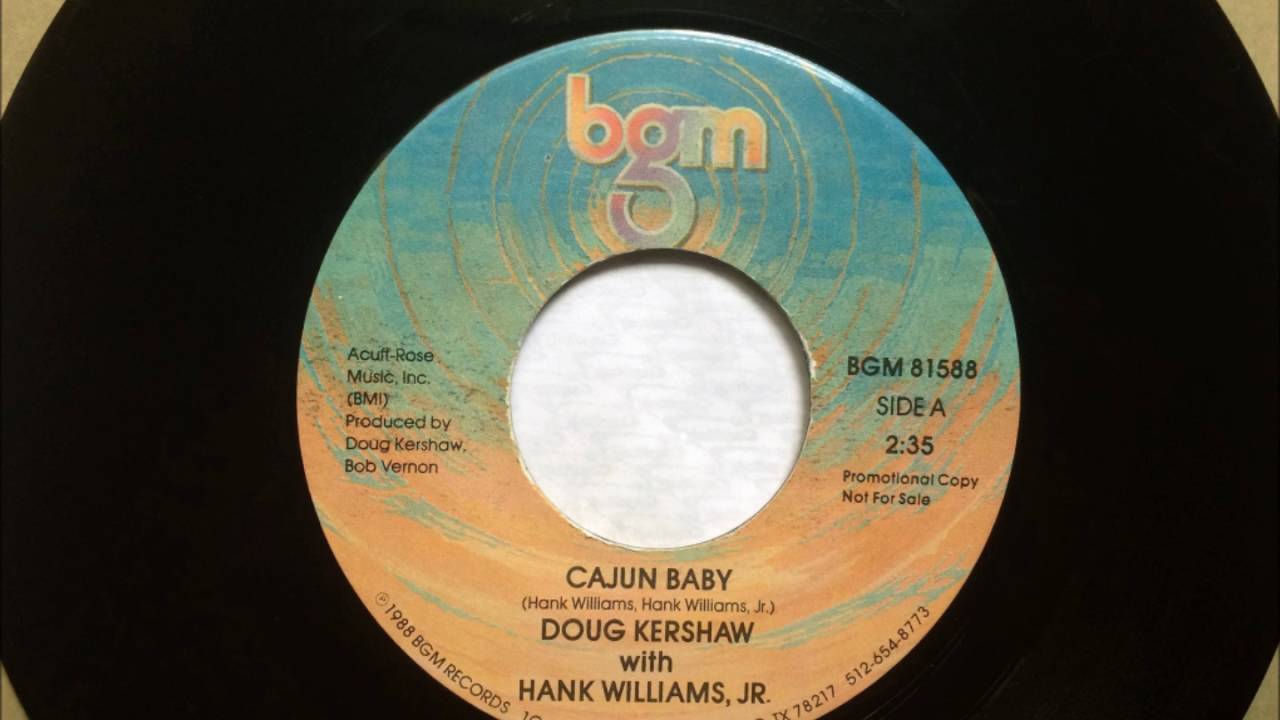 bgm
Acuff-Rose
Music, Inc.
(BMI)
Produced by
Doug Kershaw,
Bob Vernon
BGM 81588
SIDE A
2:35
Promotional Copy
Not For Sale
CAJUN BABY
(Hank Williams, Hank Williams, Jr.)
DOUG KERSHAW
with
HANK WILLIAMS, JR.
℗ 1988 BGM RECORDS
TX 78217 512-654-8773